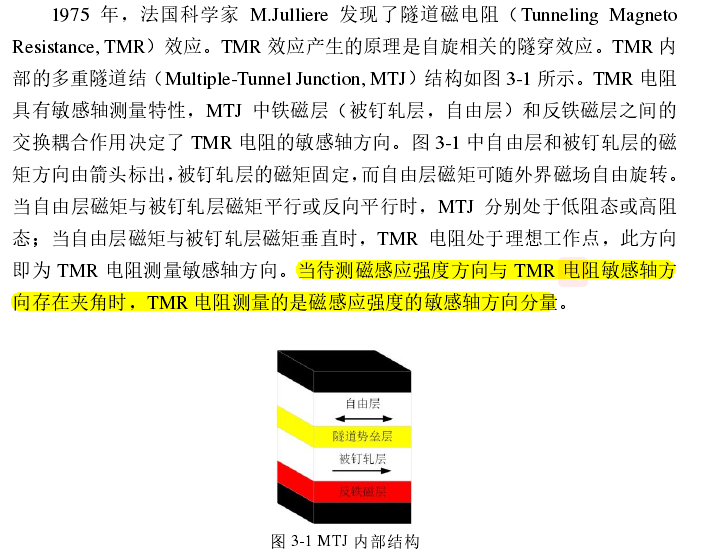 1975 年，法国科学家 M.Julliere 发现了隧道磁电阻（Tunneling Magneto
Resistance, TMR）效应。TMR 效应产生的原理是自旋相关的隧穿效应。TMR 内
部的多重隧道结（Multiple-Tunnel Junction, MTJ）结构如图 3-1 所示。TMR 电阻
具有敏感轴测量特性，MTJ 中铁磁层（被钉轧层，自由层）和反铁磁层之间的
交换耦合作用决定了 TMR 电阻的敏感轴方向。图 3-1 中自由层和被钉轧层的磁
矩方向由箭头标出，被钉轧层的磁矩固定，而自由层磁矩可随外界磁场自由旋转。
当自由层磁矩与被钉轧层磁矩平行或反向平行时，MTJ 分别处于低阻态或高阻
态；当自由层磁矩与被钉轧层磁矩垂直时，TMR 电阻处于理想工作点，此方向
即为 TMR 电阻测量敏感轴方向。当待测磁感应强度方向与 TMR 电阻敏感轴方
向存在夹角时，TMR 电阻测量的是磁感应强度的敏感轴方向分量。
自由层
隧道势垒层
被钉轧层
反铁磁层
图 3-1 MTJ 内部结构